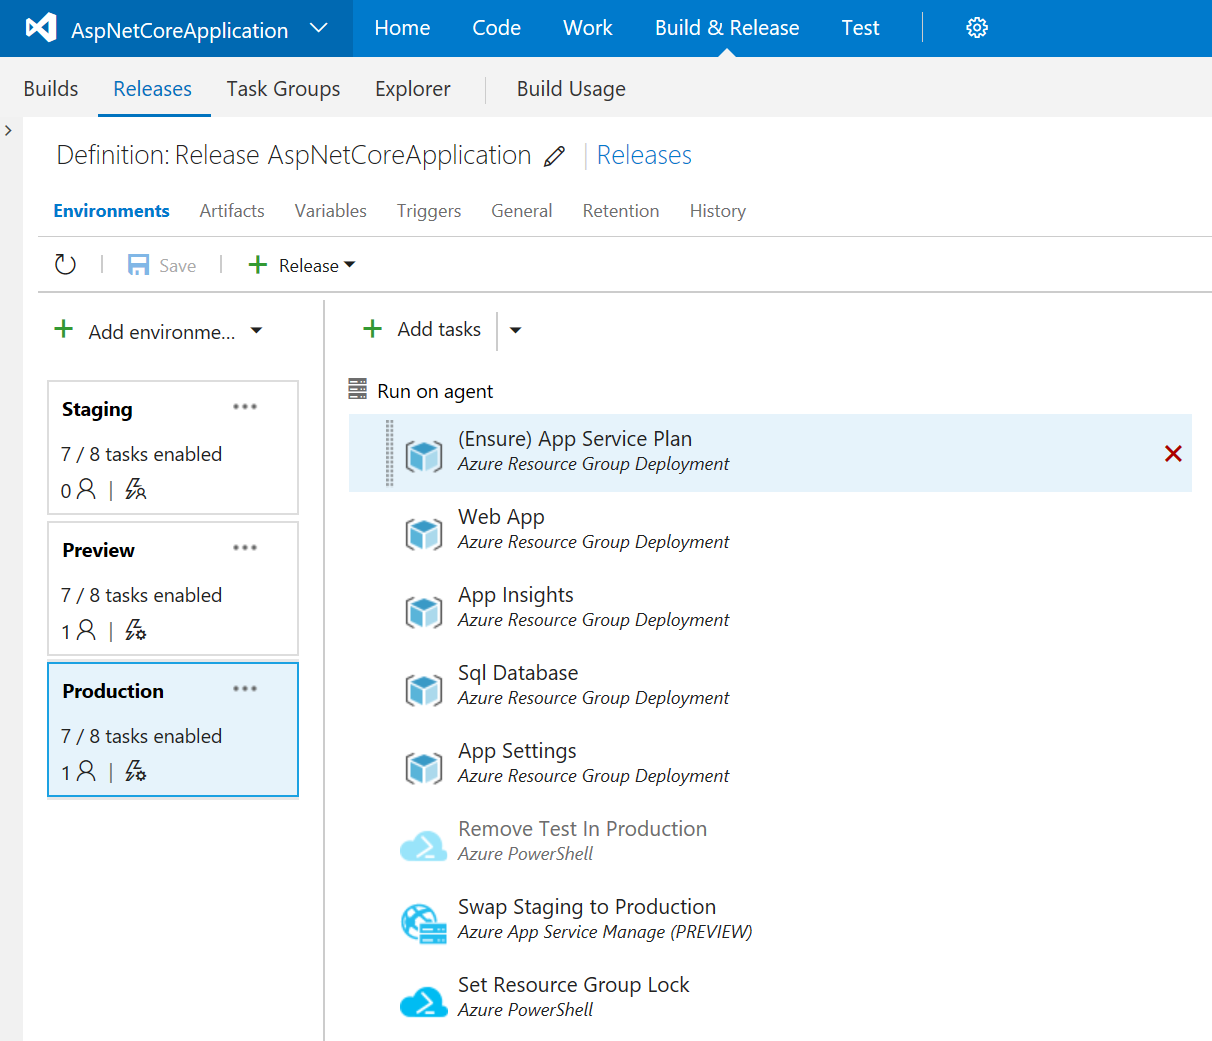 AspNetCoreApplication Home Code Work Build & Release Test
Builds Releases Task Groups Explorer Build Usage
Definition: Release AspNetCoreApplication Releases
Environments Artifacts Variables Triggers General Retention History
Save Release
Add environme...
Staging
7 / 8 tasks enabled
0
Preview
7 / 8 tasks enabled
1
Production
7 / 8 tasks enabled
1
Add tasks
Run on agent
(Ensure) App Service Plan
Azure Resource Group Deployment
Web App
Azure Resource Group Deployment
App Insights
Azure Resource Group Deployment
Sql Database
Azure Resource Group Deployment
App Settings
Azure Resource Group Deployment
Remove Test In Production
Azure PowerShell
Swap Staging to Production
Azure App Service Manage (PREVIEW)
Set Resource Group Lock
Azure PowerShell